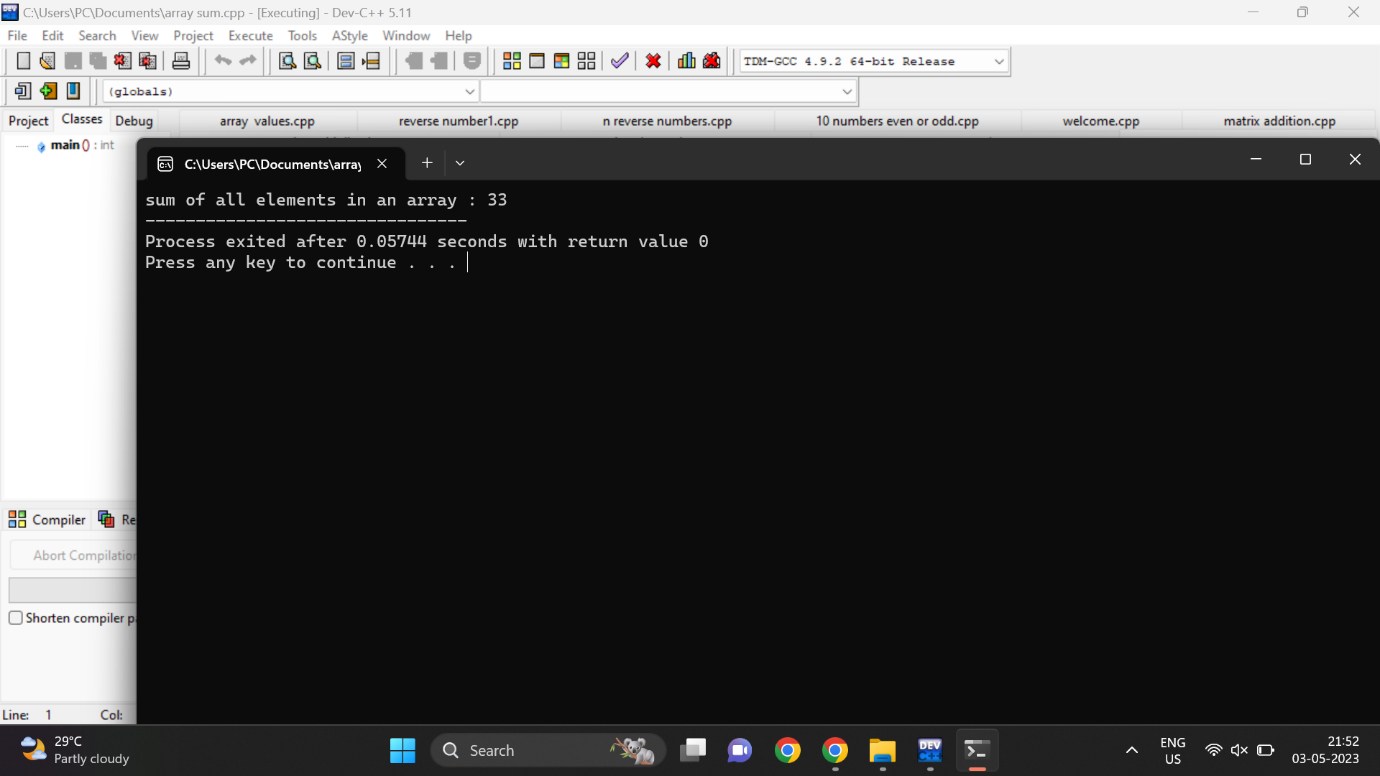 C:\Users\PC\Documents\array sum.cpp - [Executing] - Dev-C++ 5.11
File Edit Search View Project Execute Tools AStyle Window Help
TDM-GCC 4.9.2 64-bit Release
(globals)
Project Classes Debug array values.cpp reverse number1.cpp n reverse numbers.cpp 10 numbers even or odd.cpp welcome.cpp matrix addition.cpp
main () : int
C:\Users\PC\Documents\array
sum of all elements in an array : 33
--------------------------------
Process exited after 0.05744 seconds with return value 0
Press any key to continue . . .
Compiler Re
Abort Compilation
Shorten compiler pa
Line: 1 Col:
29°C
Partly cloudy
Search
DEV
C++
ENG
US
21:52
03-05-2023